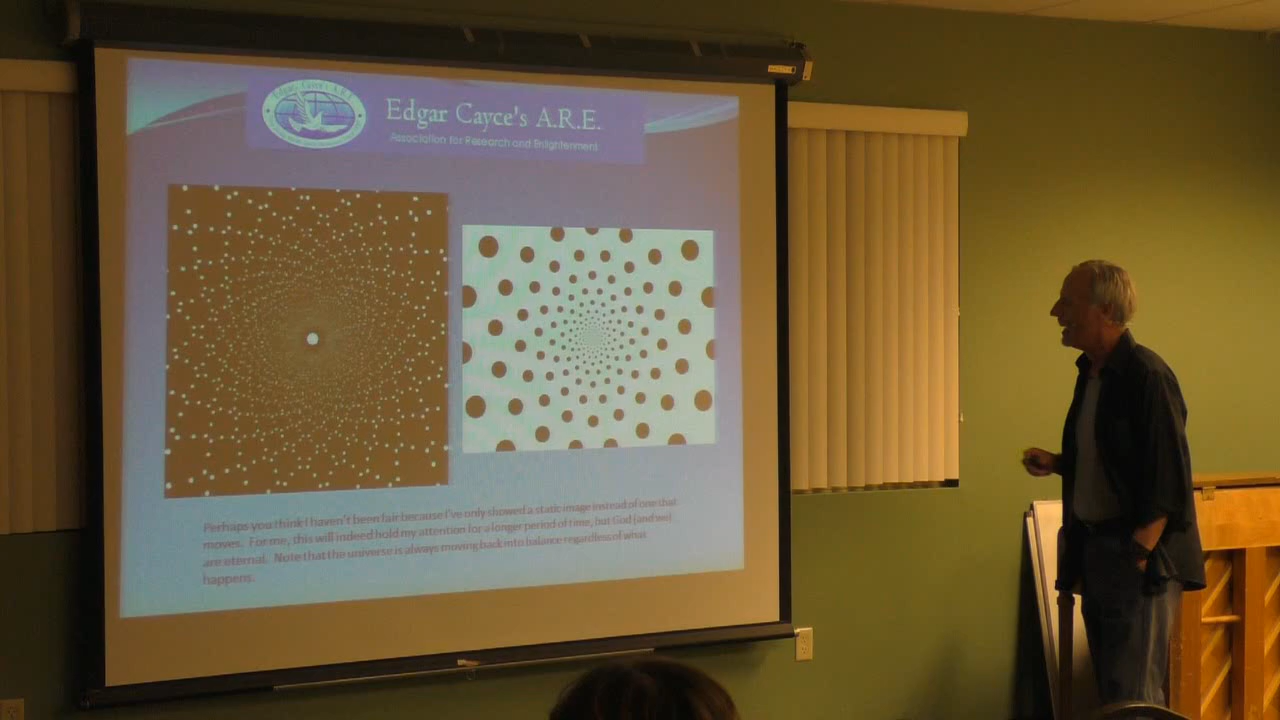 Edgar Cayce's A.R.E.
Edgar Cayce's A.R.E.
Association for Research and Enlightenment
Perhaps you think I haven't been fair because I've only showed a static image instead of one that
moves. For me, this will indeed hold my attention for a longer period of time, but God (and we)
are eternal. Note that the universe is always moving back into balance regardless of what
happens.